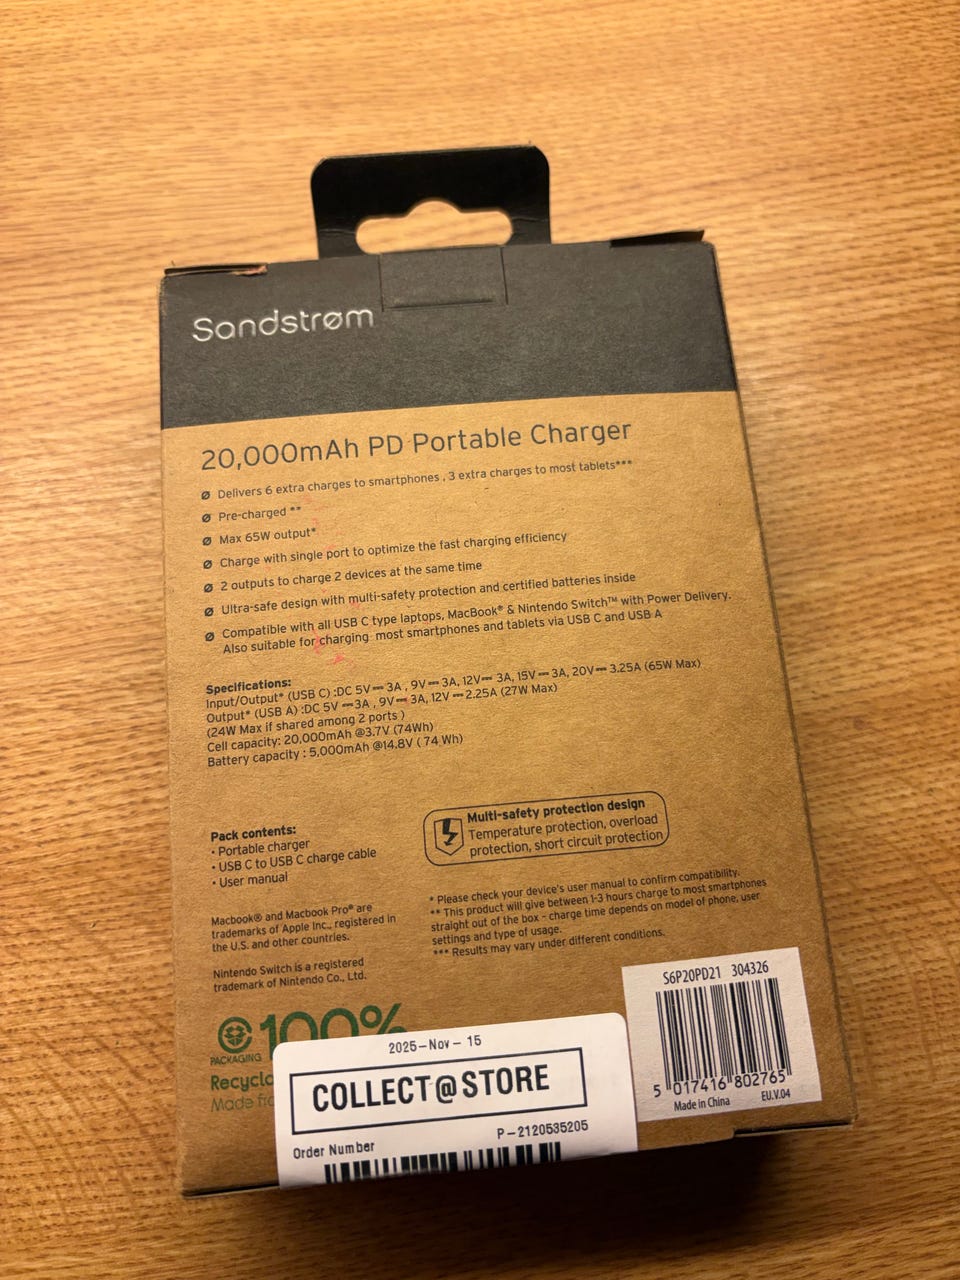 Sandstrøm
20,000mAh PD Portable Charger
Delivers 6 extra charges to smartphones , 3 extra charges to most tablets***
Pre-charged **
Max 65W output*
Charge with single port to optimize the fast charging efficiency
2 outputs to charge 2 devices at the same time
Ultra-safe design with multi-safety protection and certified batteries inside
Compatible with all USB C type laptops, MacBook® & Nintendo Switch™ with Power Delivery.
Also suitable for charging most smartphones and tablets via USB C and USB A
Specifications:
Input/Output* (USB C) :DC 5V⎓3A , 9V⎓3A, 12V⎓ 3A, 15V⎓3A, 20V⎓ 3.25A (65W Max)
Output* (USB A) :DC 5V ⎓3A , 9V⎓ 3A, 12V ⎓2.25A (27W Max)
(24W Max if shared among 2 ports )
Cell capacity: 20,000mAh @3.7V (74Wh)
Battery capacity : 5,000mAh @14.8V ( 74 Wh)
Pack contents:
· Portable charger
· USB C to USB C charge cable
· User manual
Multi-safety protection design
Temperature protection, overload
protection, short circuit protection
Macbook® and Macbook Pro® are
trademarks of Apple Inc., registered in
the U.S. and other countries.
Nintendo Switch is a registered
trademark of Nintendo Co., Ltd.
* Please check your device's user manual to confirm compatibility.
** This product will give between 1-3 hours charge to most smartphones
straight out of the box - charge time depends on model of phone, user
settings and type of usage.
*** Results may vary under different conditions.
PACKAGING
100%
Made
S6P20PD21 304326
5 017416 802765
Made in China EU.V.04
2025-Nov-15
COLLECT@STORE
Order Number P-2120535205